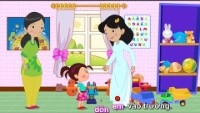 đón em vào trường